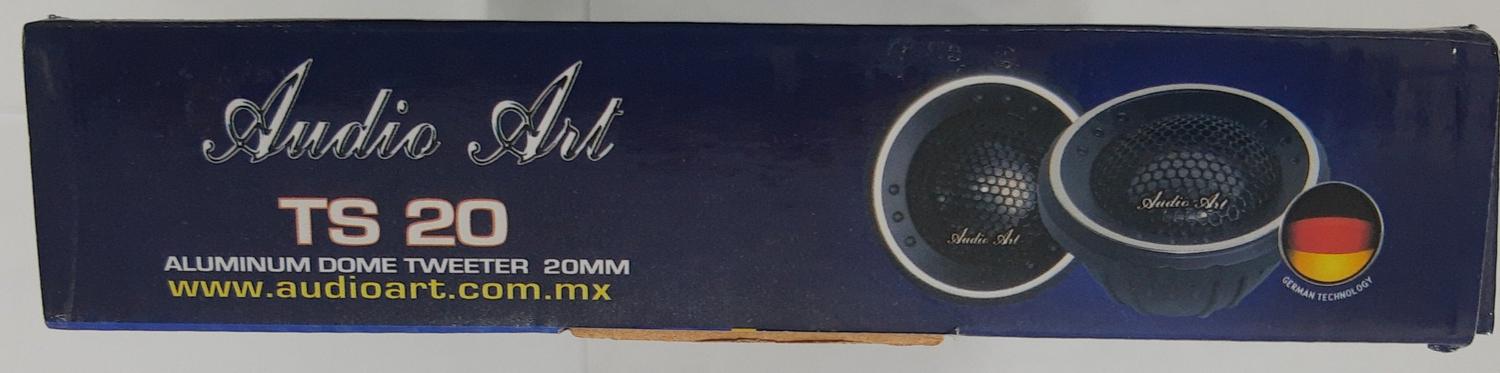 Audio Art
TS 20
ALUMINUM DOME TWEETER 20MM
www.audioart.com.mx
Audio Art
Audio Art
GERMAN TECHNOLOGY